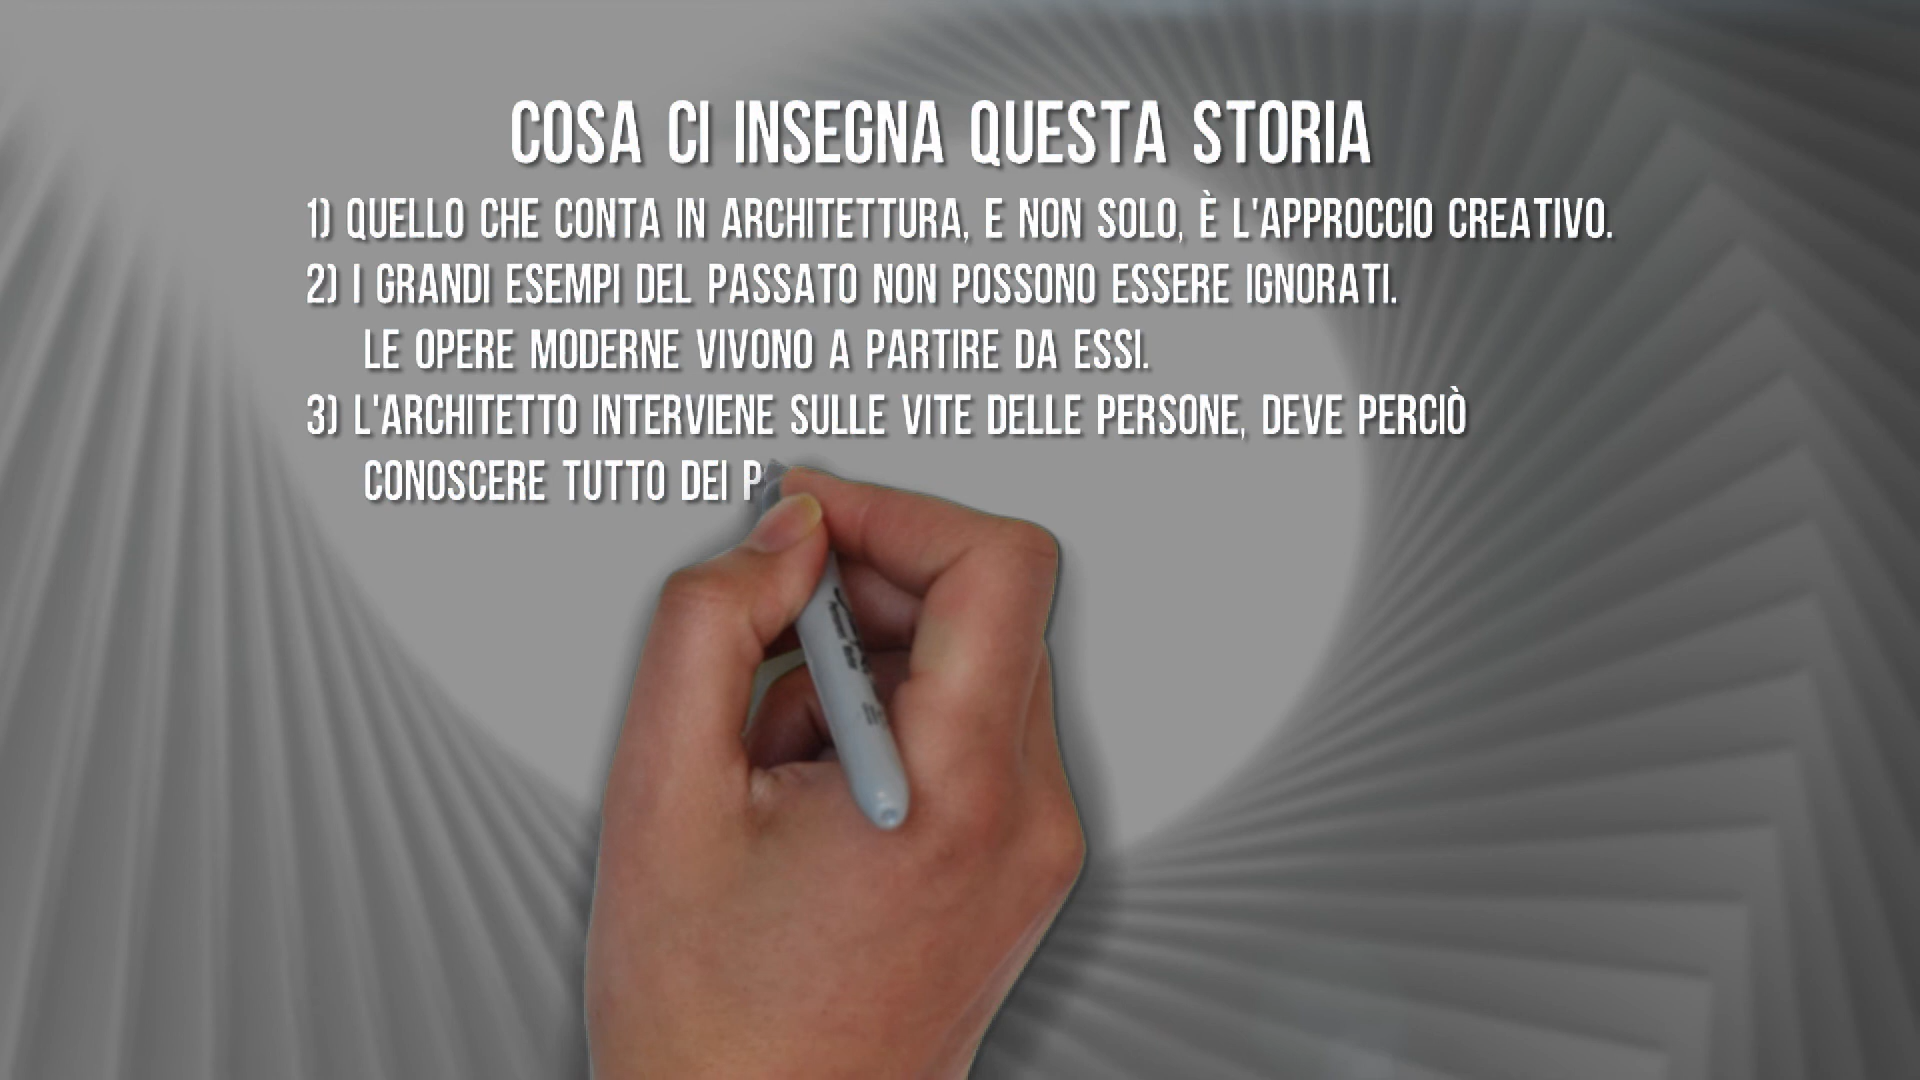 COSA CI INSEGNA QUESTA STORIA
1) QUELLO CHE CONTA IN ARCHITETTURA, E NON SOLO, È L'APPROCCIO CREATIVO.
2) I GRANDI ESEMPI DEL PASSATO NON POSSONO ESSERE IGNORATI.
LE OPERE MODERNE VIVONO A PARTIRE DA ESSI.
3) L'ARCHITETTO INTERVIENE SULLE VITE DELLE PERSONE, DEVE PERCIÒ
CONOSCERE TUTTO DEI P